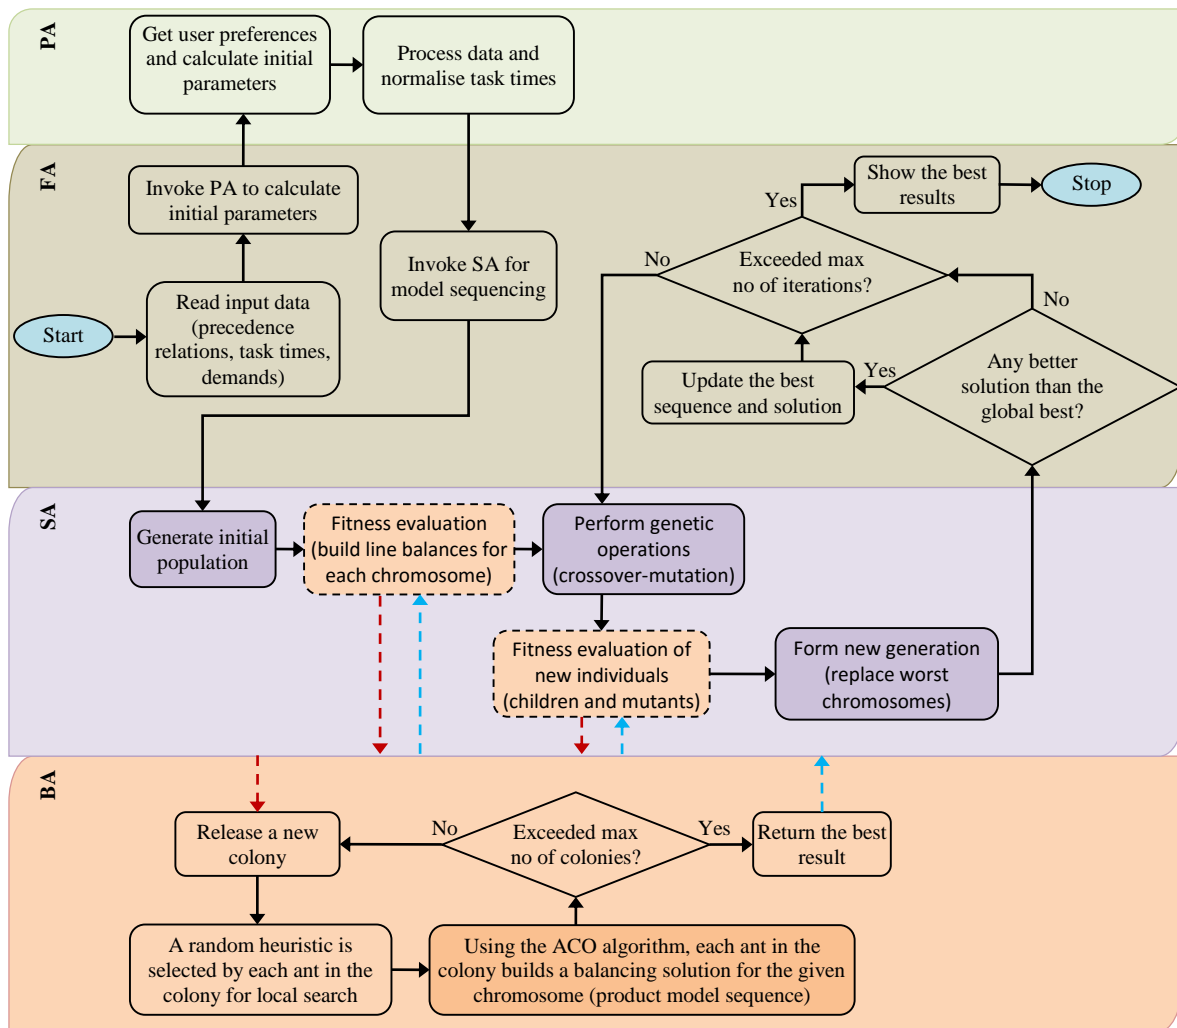 PA
Get user preferences
and calculate initial
parameters
Process data and
normalise task times
FA
Invoke PA to calculate
initial parameters
Show the best
results
Stop
Yes
Exceeded max
no of iterations?
No
Invoke SA for
model sequencing
Start
Read input data
(precedence
relations, task times,
demands)
No
Any better
solution than the
global best?
Yes
Update the best
sequence and solution
SA
Generate initial
population
Fitness evaluation
(build line balances for
each chromosome)
Perform genetic
operations
(crossover-mutation)
Fitness evaluation of
new individuals
(children and mutants)
Form new generation
(replace worst
chromosomes)
BA
Release a new
colony
No
Exceeded max
no of colonies?
Yes
Return the best
result
A random heuristic is
selected by each ant in the
colony for local search
Using the ACO algorithm, each ant in the
colony builds a balancing solution for the given
chromosome (product model sequence)